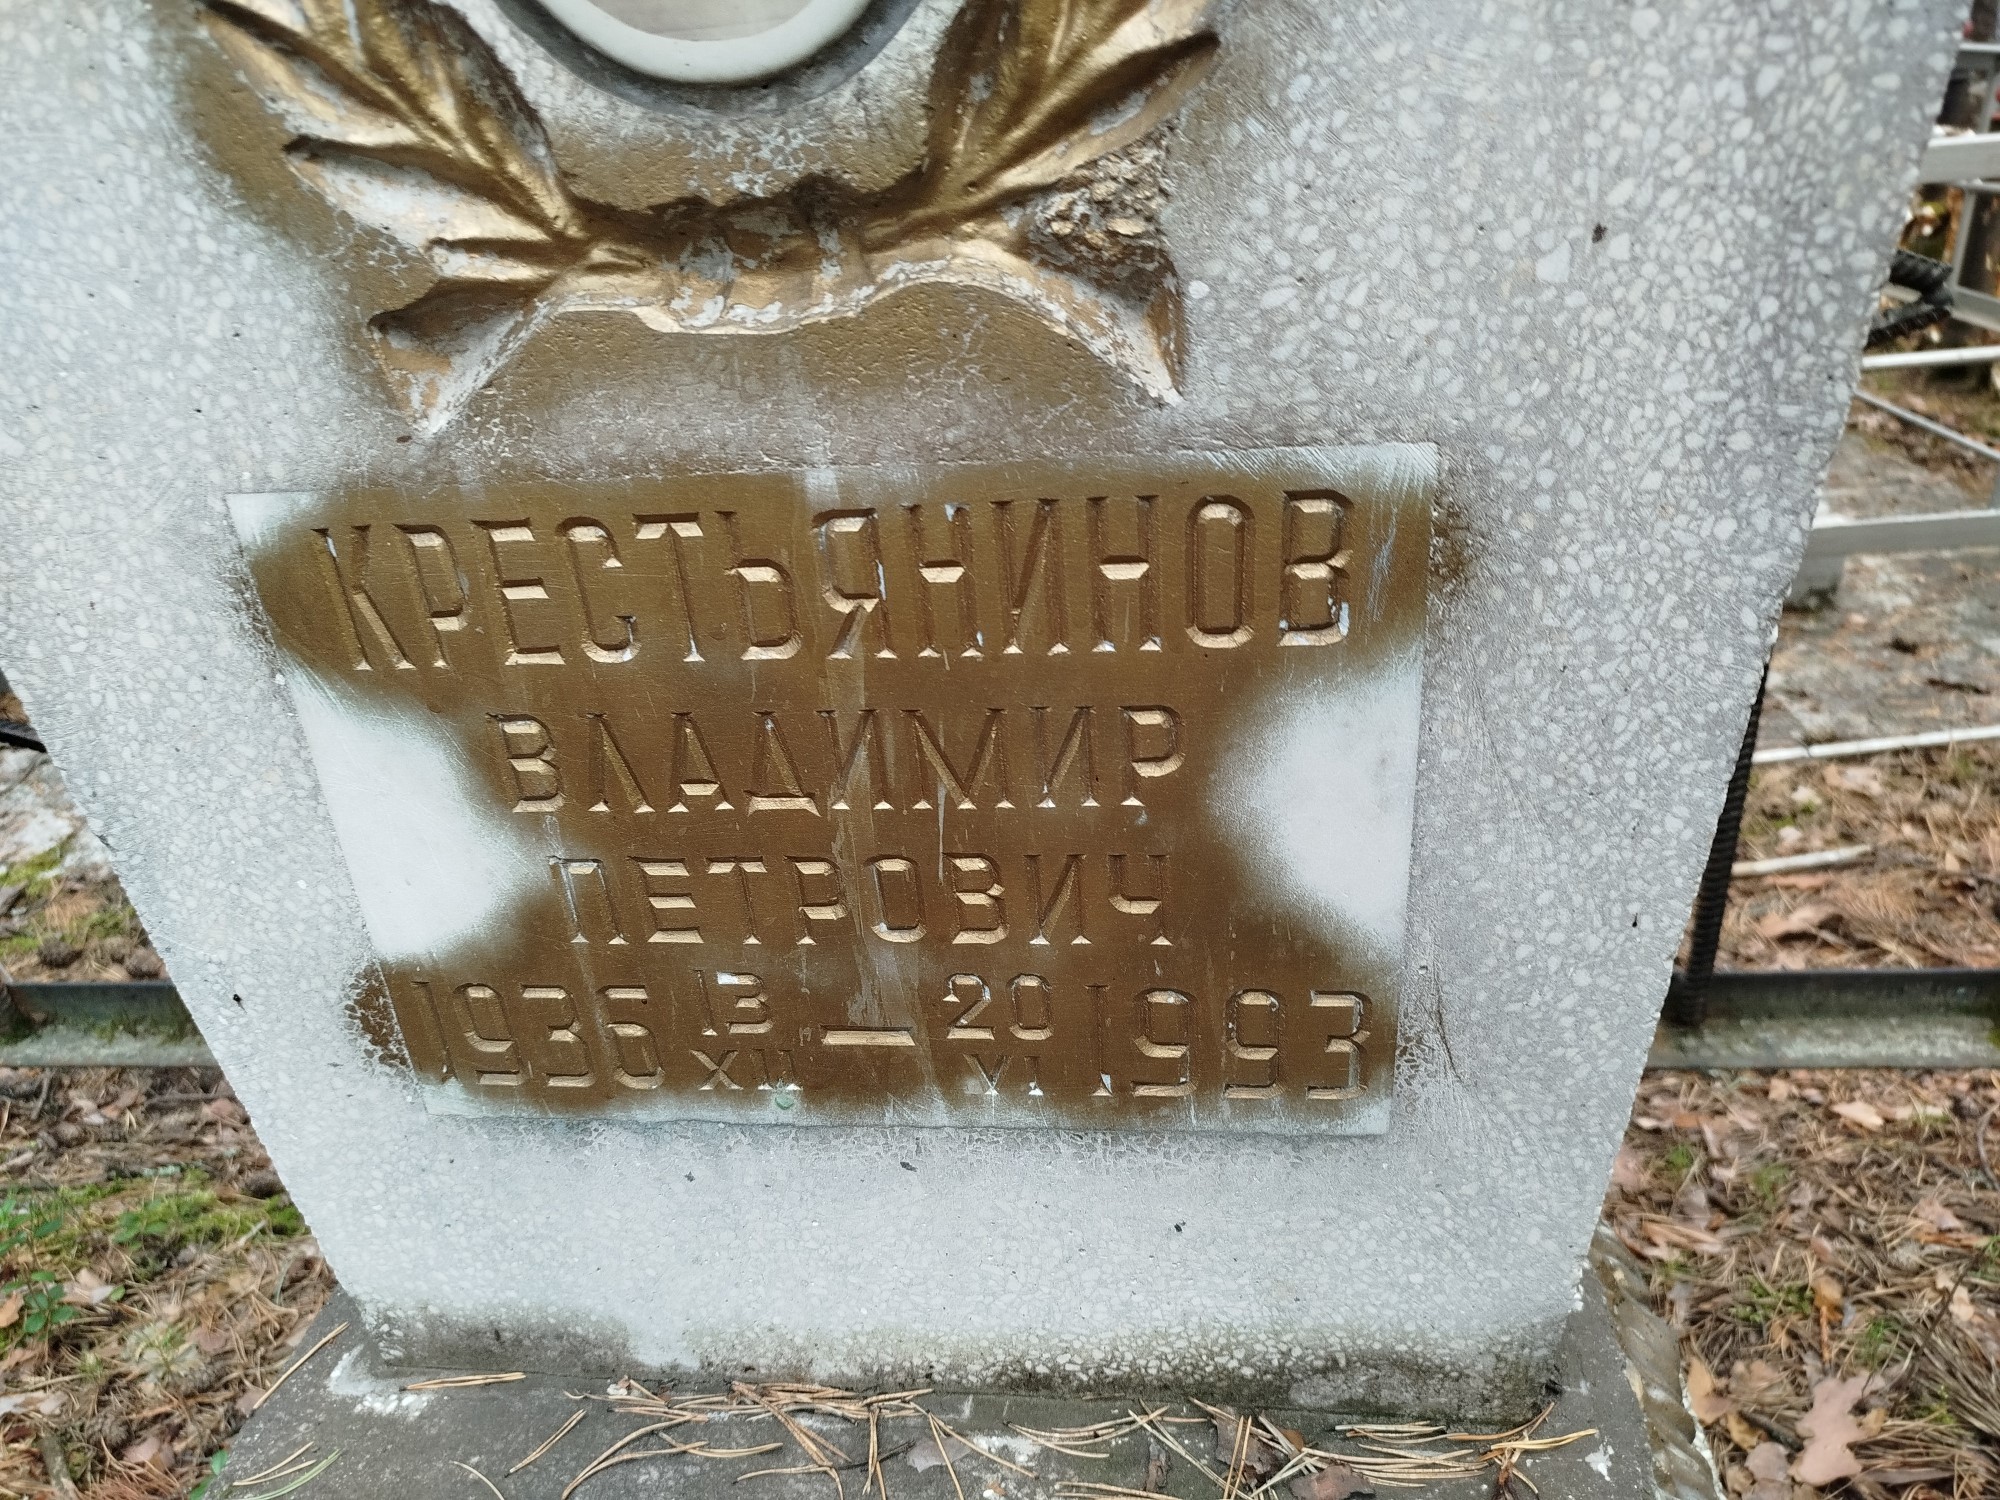 КРЕСТЬЯНИНОВ
ВЛАДИМИР
ПЕТРОВИЧ
1936 13/XII — 20/VI 1993